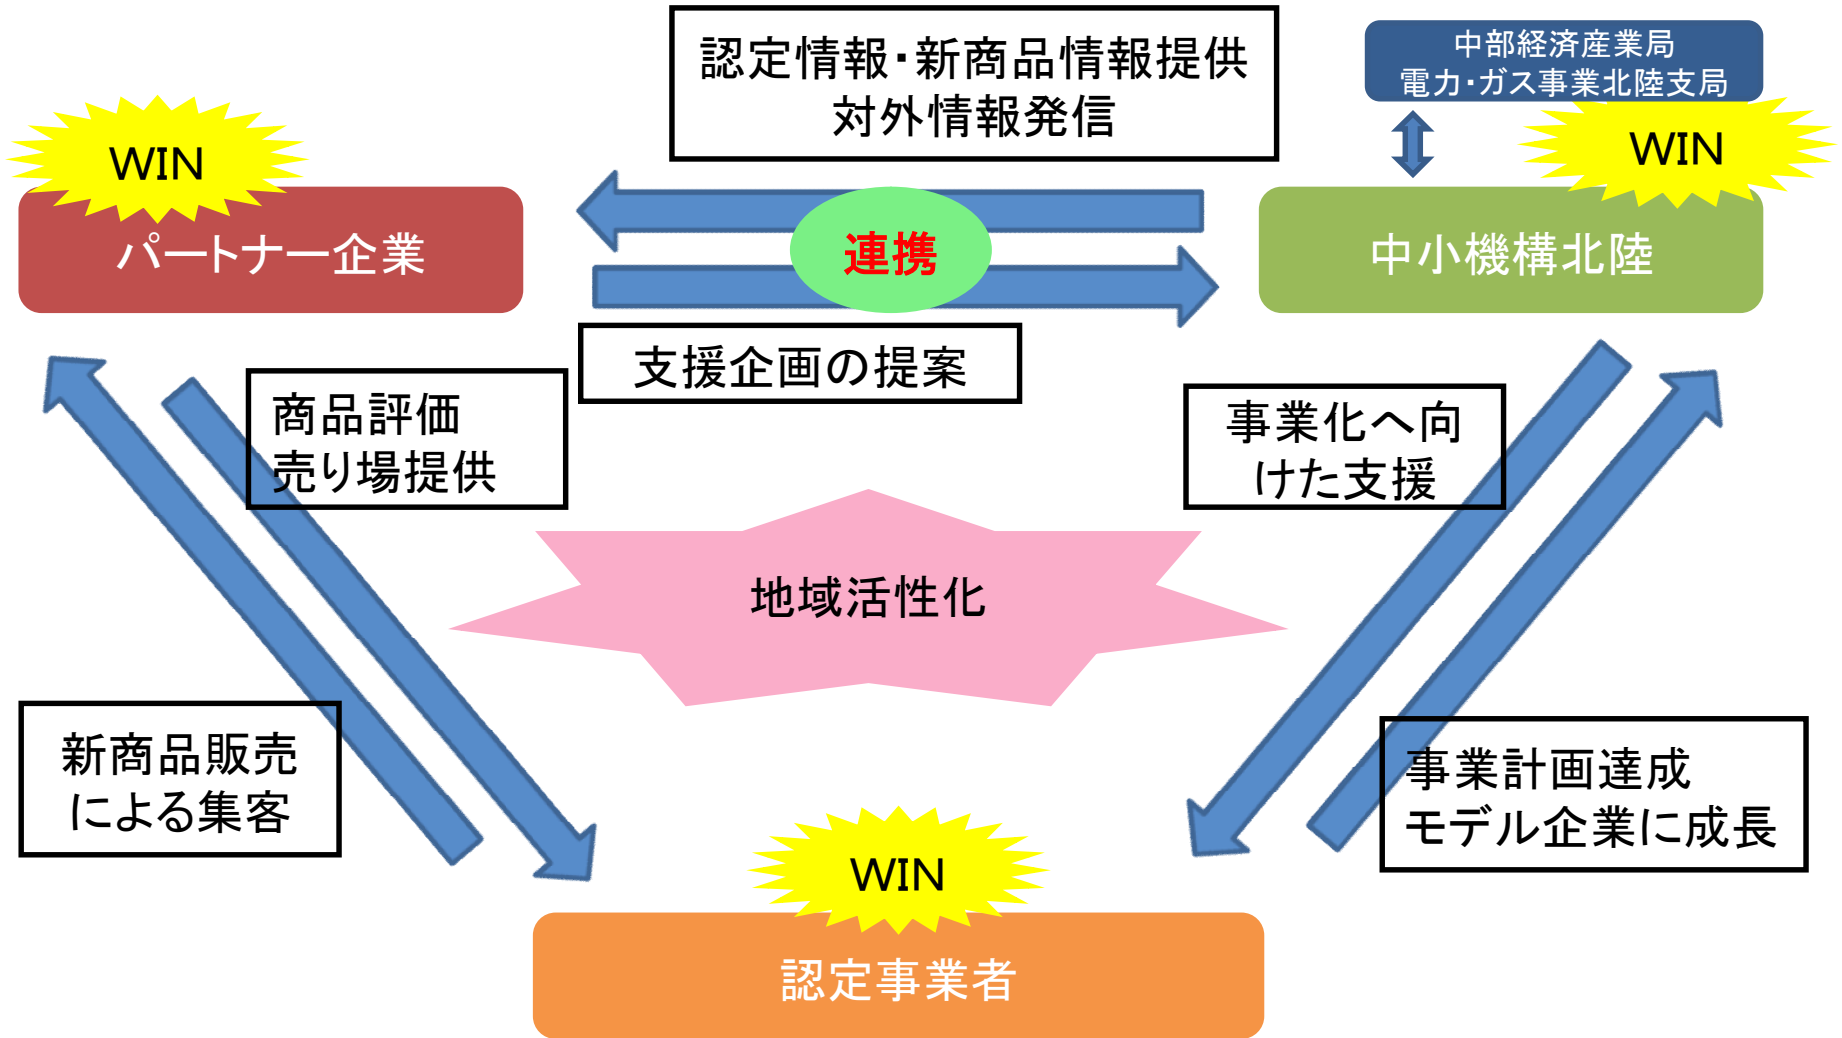 認定情報・新商品情報提供
対外情報発信
中部経済産業局
電力・ガス事業北陸支局
WIN
WIN
パートナー企業
連携
中小機構北陸
支援企画の提案
商品評価
売り場提供
事業化へ向
けた支援
地域活性化
新商品販売
による集客
事業計画達成
モデル企業に成長
WIN
認定事業者